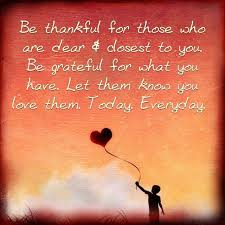 Be thankful for those who
are dear & closest to you.
Be grateful for what you
have. Let them know you
love them. Today. Everyday.